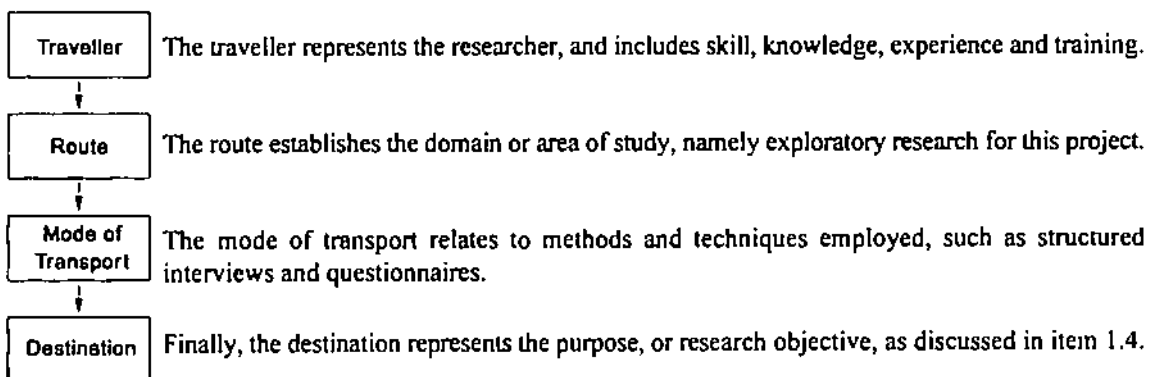 Traveller
The traveller represents the researcher, and includes skill, knowledge, experience and training.
Route
The route establishes the domain or area of study, namely exploratory research for this project.
Mode of
Transport
The mode of transport relates to methods and techniques employed, such as structured
interviews and questionnaires.
Destination
Finally, the destination represents the purpose, or research objective, as discussed in item 1.4.